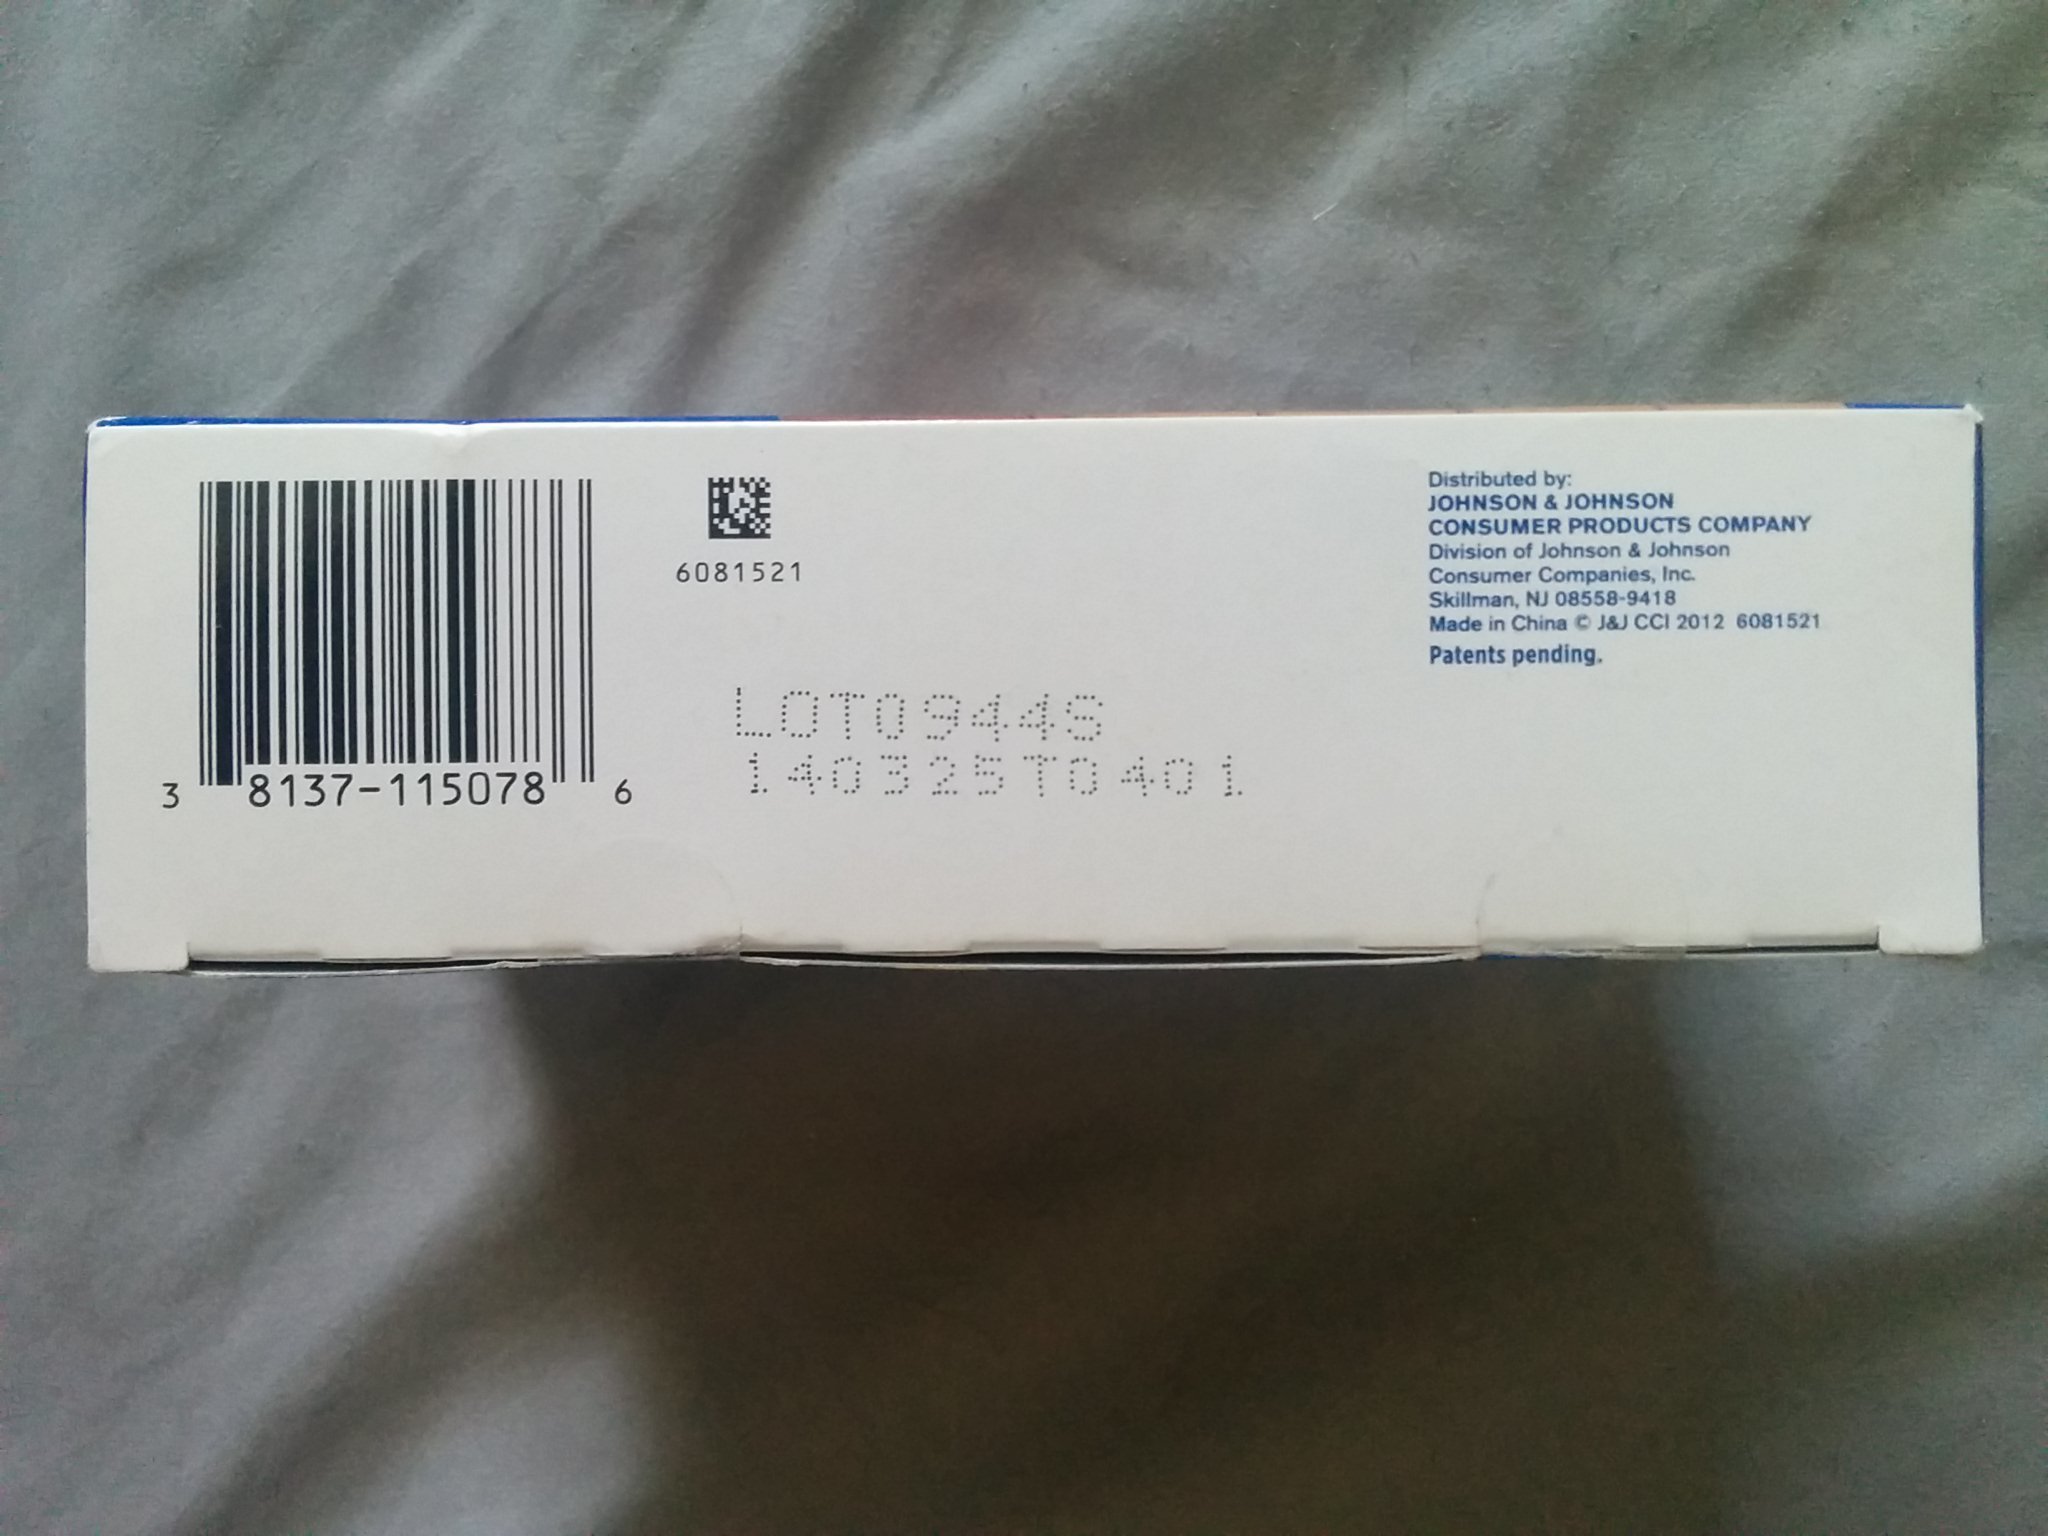 3 8137-115078 6
6081521
LOT0944S
140325T0401
Distributed by:
JOHNSON & JOHNSON
CONSUMER PRODUCTS COMPANY
Division of Johnson & Johnson
Consumer Companies, Inc.
Skillman, NJ 08558-9418
Made in China © J&J CCI 2012 6081521
Patents pending.